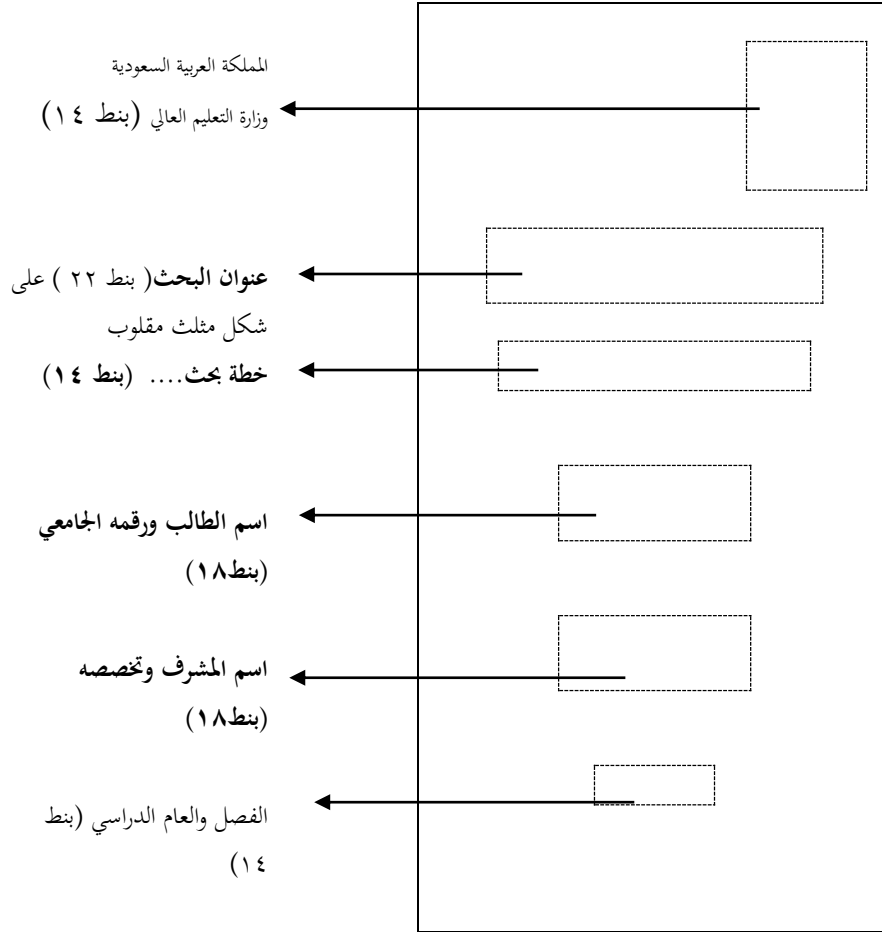 المملكة العربية السعودية
وزارة التعليم العالي (بنط ١٤)
عنوان البحث( بنط ٢٢ ) على
شكل مثلث مقلوب
خطة بحث.... (بنط ١٤)
اسم الطالب ورقمه الجامعي
(بنط١٨)
اسم المشرف وتخصصه
(بنط١٨)
الفصل والعام الدراسي (بنط
١٤)